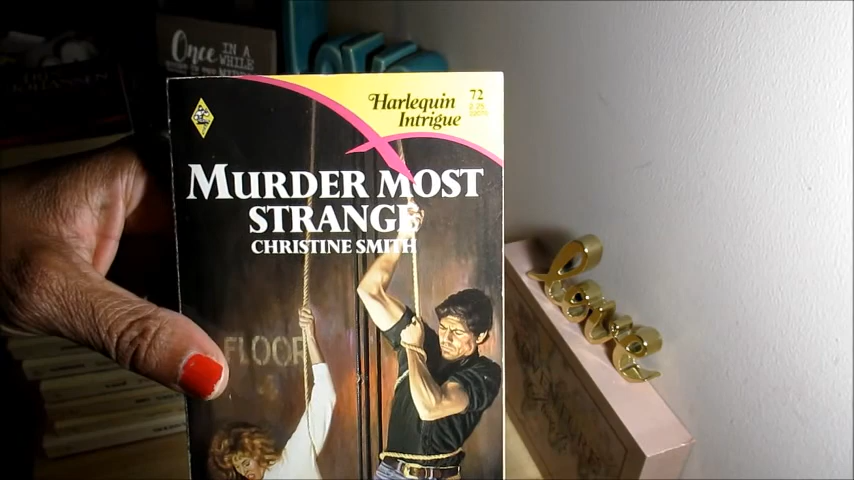 Once IN A
WHILE
Harlequin
Intrigue
72
MURDER MOST
STRANGE
CHRISTINE SMITH
FLOOR
love